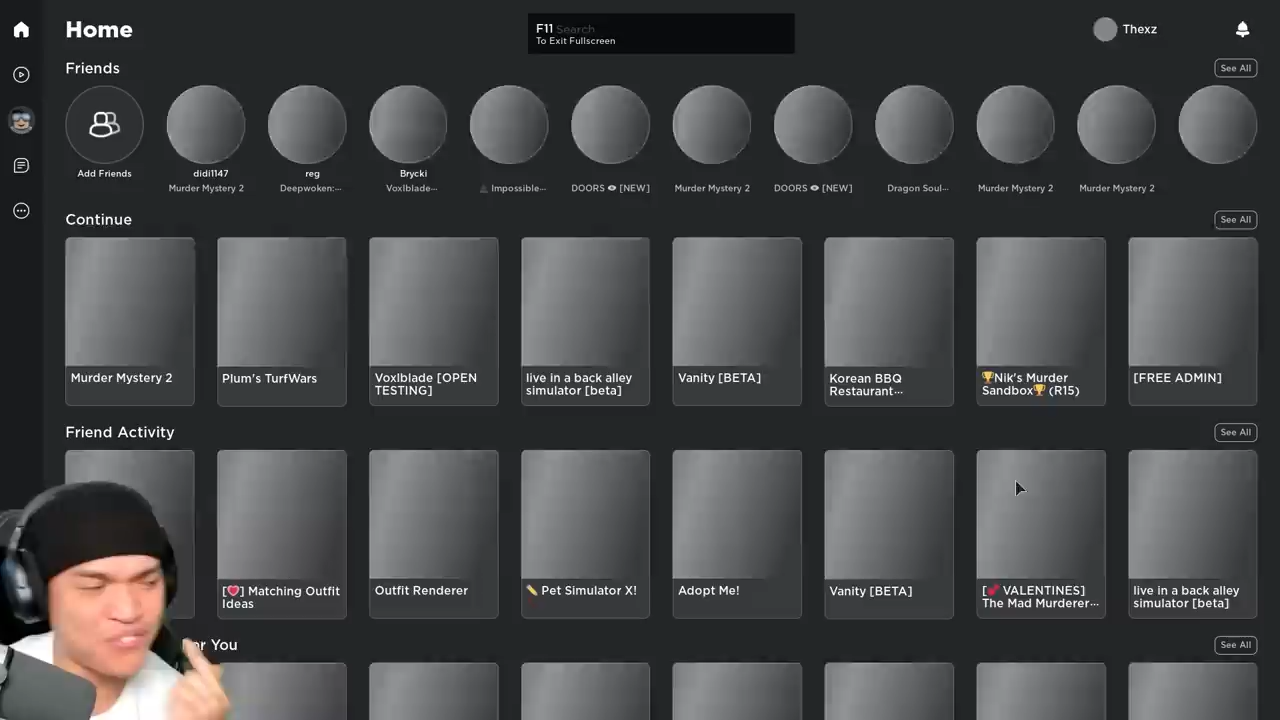 Home
F11 Search
To Exit Fullscreen
Thexz
Friends
See All
Add Friends
didi1147
reg
Brycki
Murder Mystery 2
Deepwoken:...
Voxlblade...
Impossible...
DOORS 👁 [NEW]
Murder Mystery 2
DOORS 👁 [NEW]
Dragon Soul...
Murder Mystery 2
Murder Mystery 2
Continue
See All
Murder Mystery 2
Plum's TurfWars
Voxlblade [OPEN
TESTING]
live in a back alley
simulator [beta]
Vanity [BETA]
Korean BBQ
Restaurant...
🏆Nik's Murder
Sandbox🏆 (R15)
[FREE ADMIN]
Friend Activity
See All
[💗] Matching Outfit
Ideas
Outfit Renderer
✏️ Pet Simulator X!
Adopt Me!
Vanity [BETA]
[💕 VALENTINES]
The Mad Murderer...
live in a back alley
simulator [beta]
or You
See All